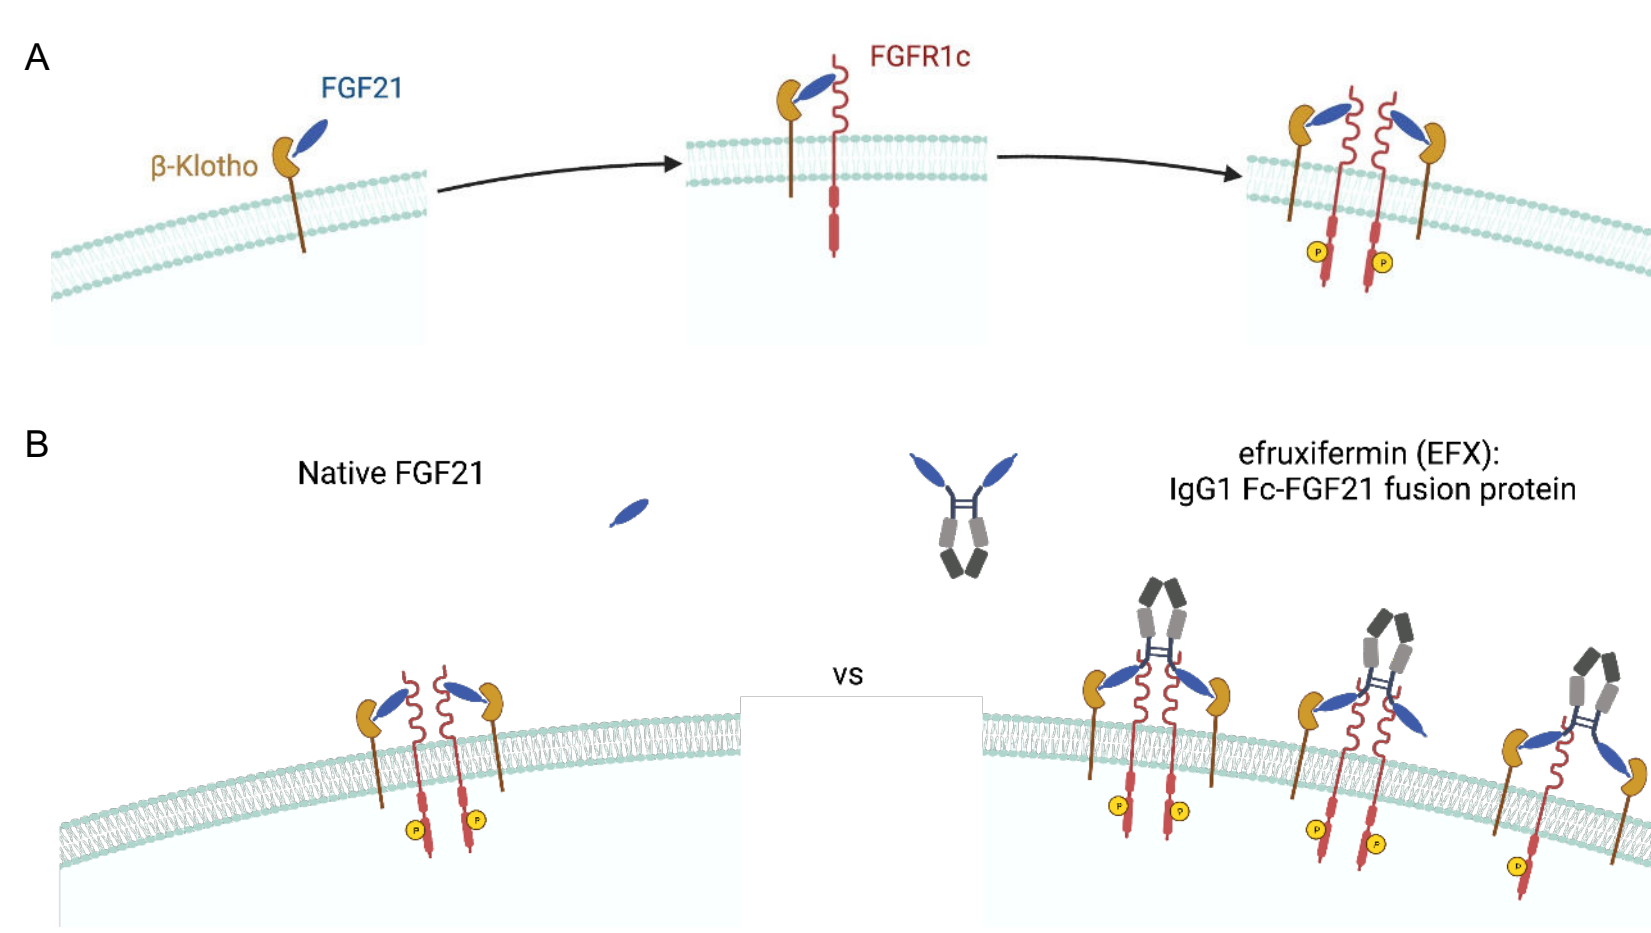 A
FGF21
β-Klotho
FGFR1c
P
P
B
Native FGF21
efruxifermin (EFX):
IgG1 Fc-FGF21 fusion protein
vs
P
P
P
P
P
P
P